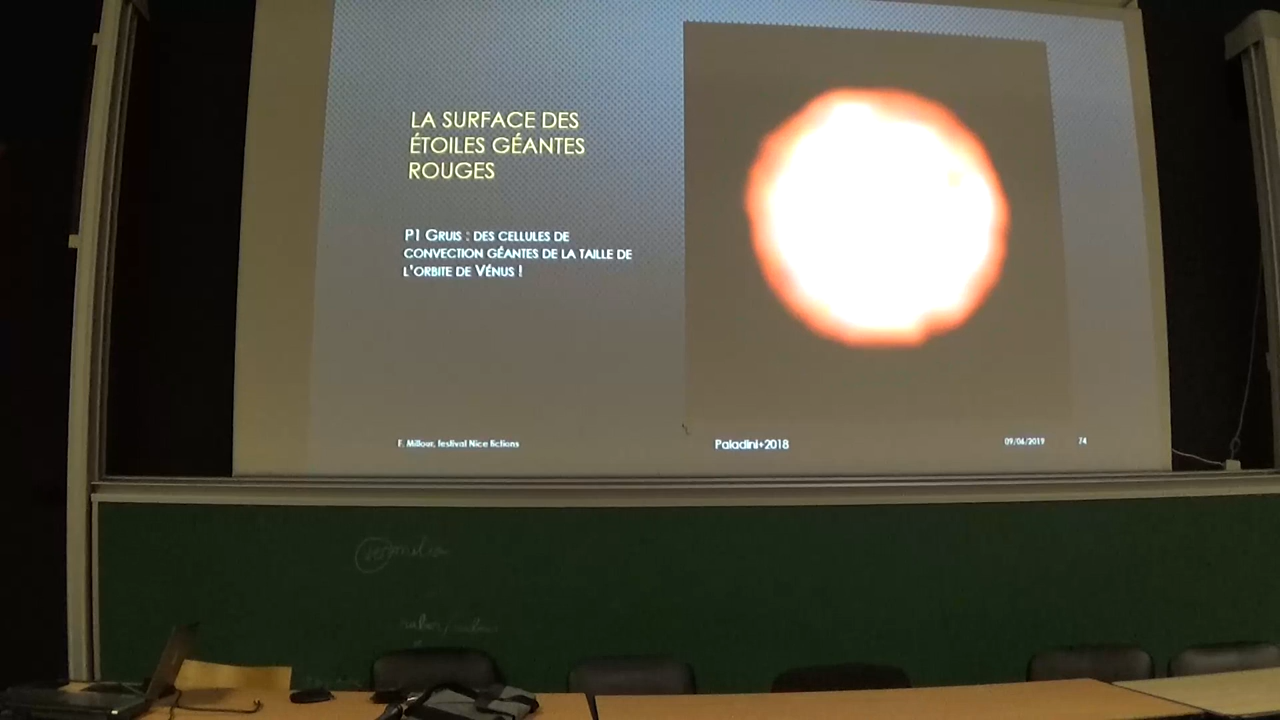 LA SURFACE DES
ÉTOILES GÉANTES
ROUGES
P1 GRUIS : DES CELLULES DE
CONVECTION GÉANTES DE LA TAILLE DE
L'ORBITE DE VÉNUS !
F. Millour, festival Nice fictions
Paladini+2018
09/06/2019
74